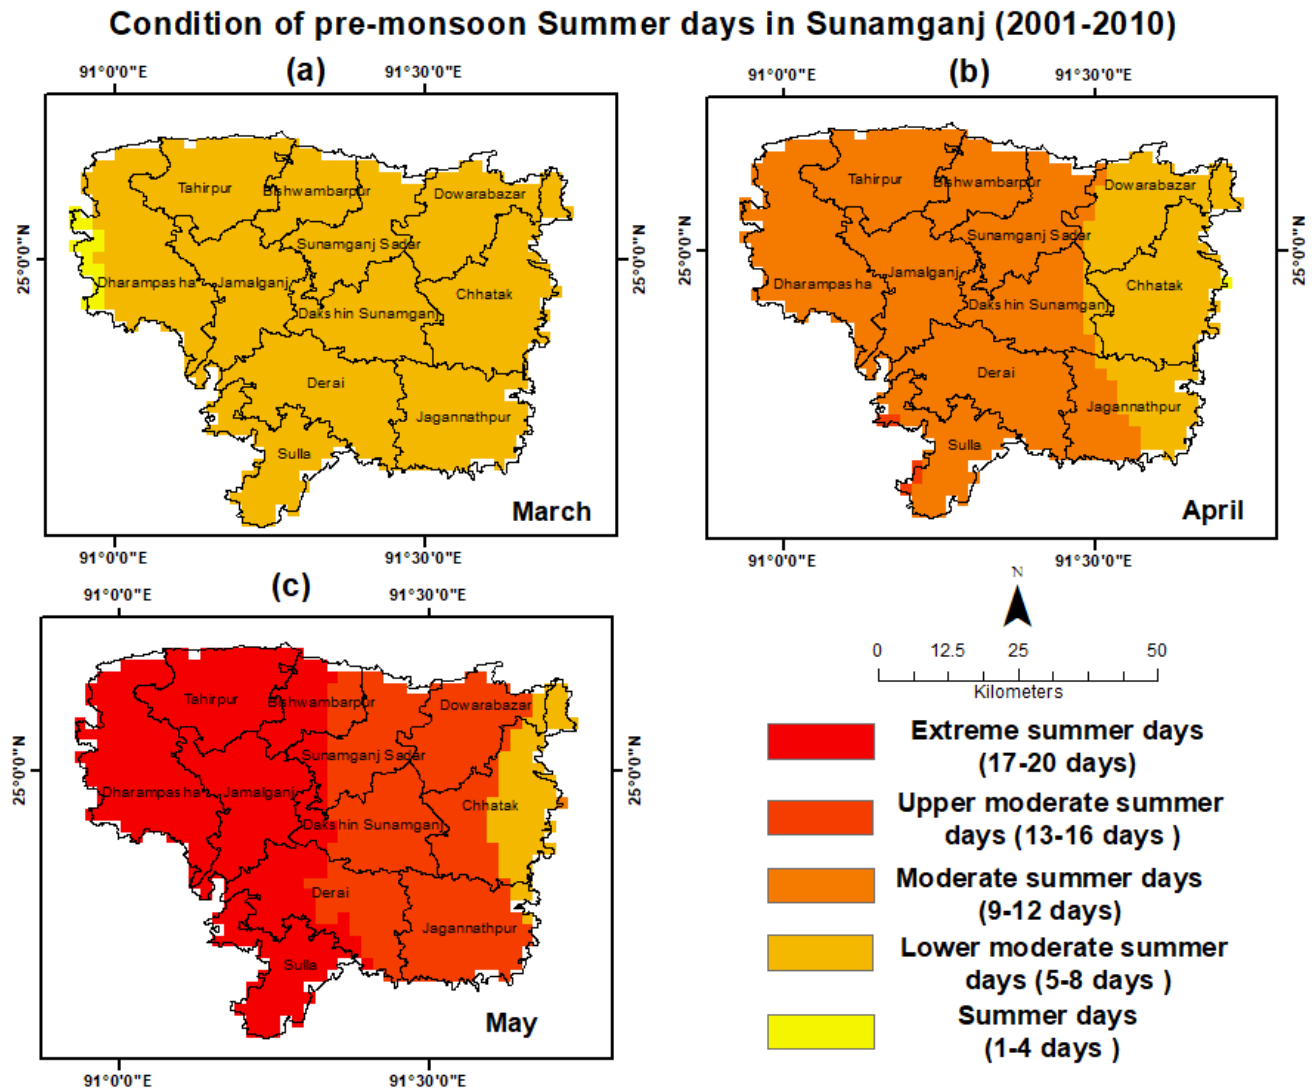 Condition of pre-monsoon Summer days in Sunamganj (2001-2010)
(a)
91°0'0"E 91°30'0"E
25°0'0"N
Tahirpur
Bishwambarpur
Dowarabazar
Sunamganj Sadar
Dharampasha
Jamalganj
Chhatak
Dakshin Sunamganj
Derai
Jagannathpur
Sulla
March
91°0'0"E 91°30'0"E
(b)
91°0'0"E 91°30'0"E
25°0'0"N
25°0'0"N
Tahirpur
Bishwambarpur
Dowarabazar
Sunamganj Sadar
Jamalganj
Dharampasha
Chhatak
Dakshin Sunamganj
Derai
Jagannathpur
Sulla
April
91°0'0"E 91°30'0"E
(c)
91°0'0"E 91°30'0"E
25°0'0"N
25°0'0"N
Tahirpur
Bishwambarpur
Dowarabazar
Sunamganj Sadar
Dharampasha
Jamalganj
Chhatak
Dakshin Sunamganj
Derai
Jagannathpur
Sulla
May
91°0'0"E 91°30'0"E
N
0 12.5 25 50
Kilometers
Extreme summer days
(17-20 days)
Upper moderate summer
days (13-16 days )
Moderate summer days
(9-12 days)
Lower moderate summer
days (5-8 days )
Summer days
(1-4 days )